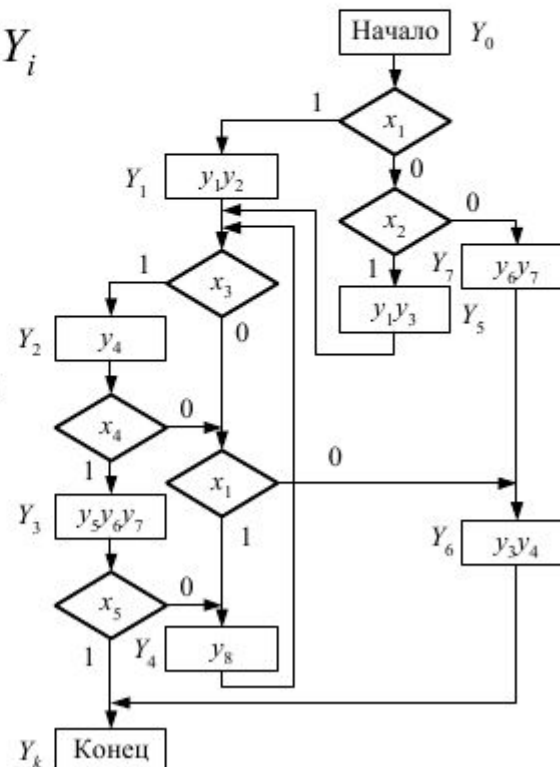 Y_i
Начало Y_0
1 x_1
0
Y_1 y_1y_2
x_2 0
1
Y_7 y_6y_7
1 x_3
0
y_1y_3 Y_5
Y_2 y_4
x_4 0
1
x_1 0
1
Y_3 y_5y_6y_7
Y_6 y_3y_4
x_5 0
1
Y_4 y_8
Y_k Конец